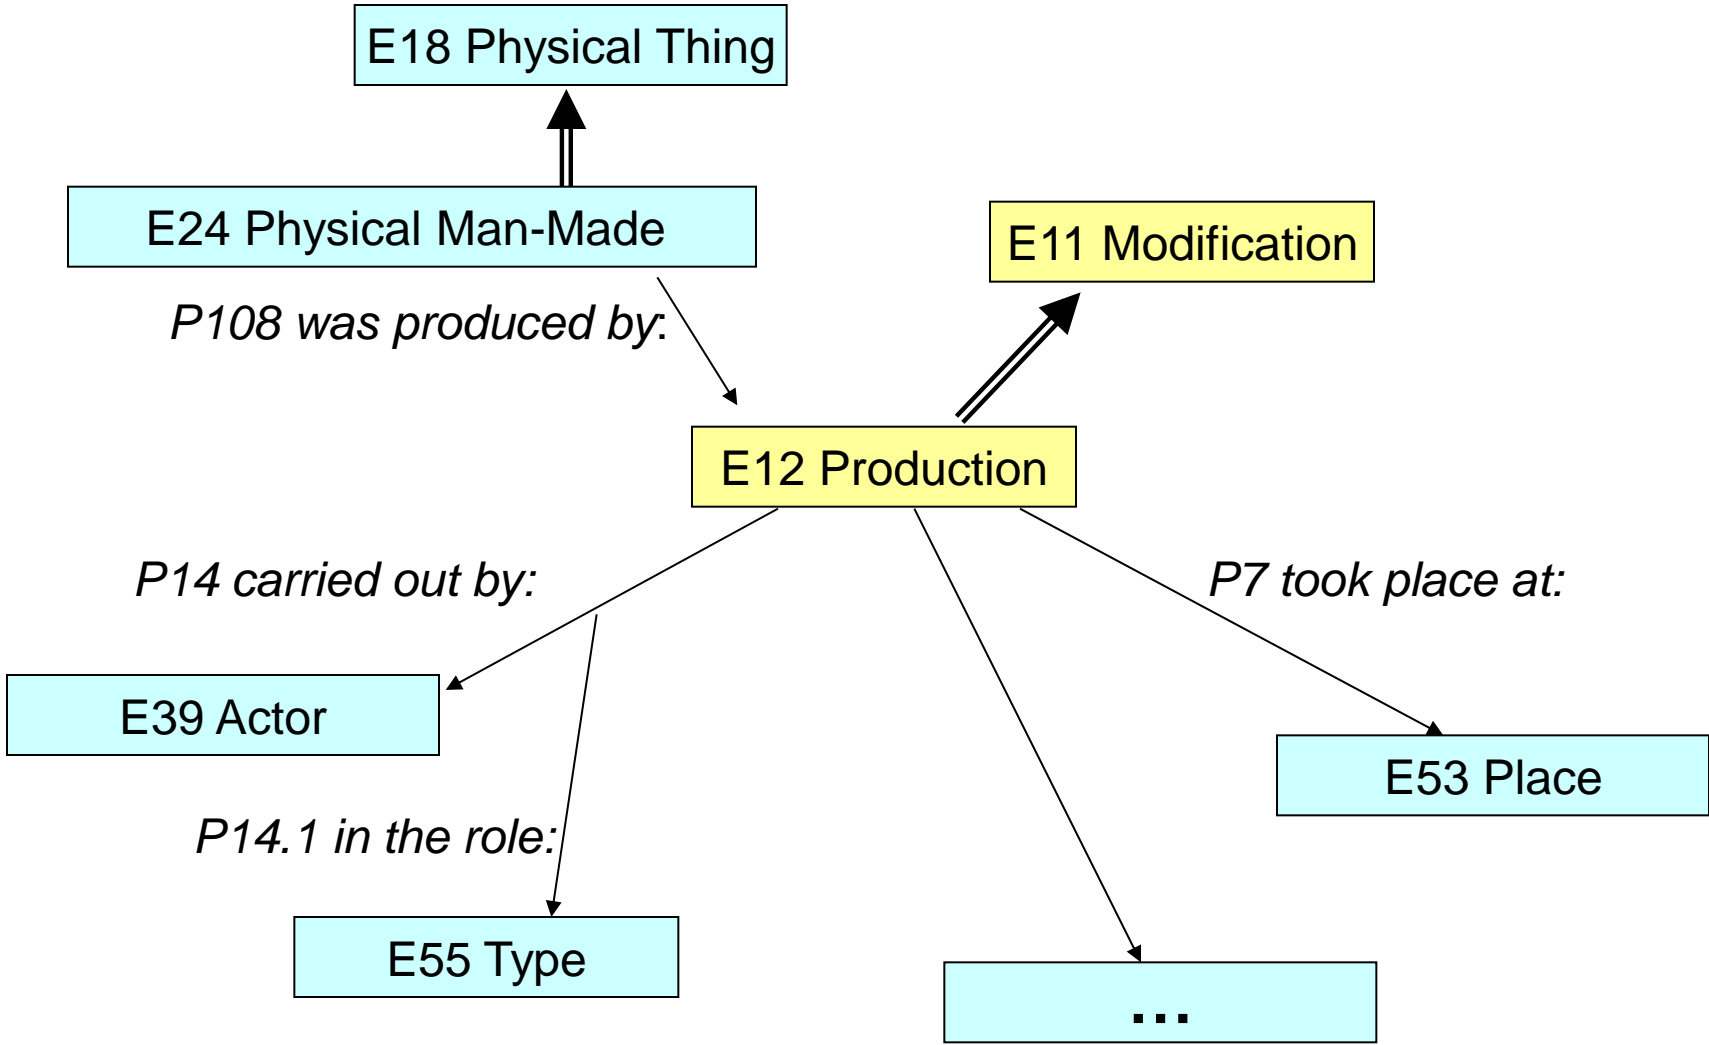 E18 Physical Thing
E24 Physical Man-Made
E11 Modification
P108 was produced by:
E12 Production
P14 carried out by:
P7 took place at:
E39 Actor
E53 Place
P14.1 in the role:
E55 Type
...